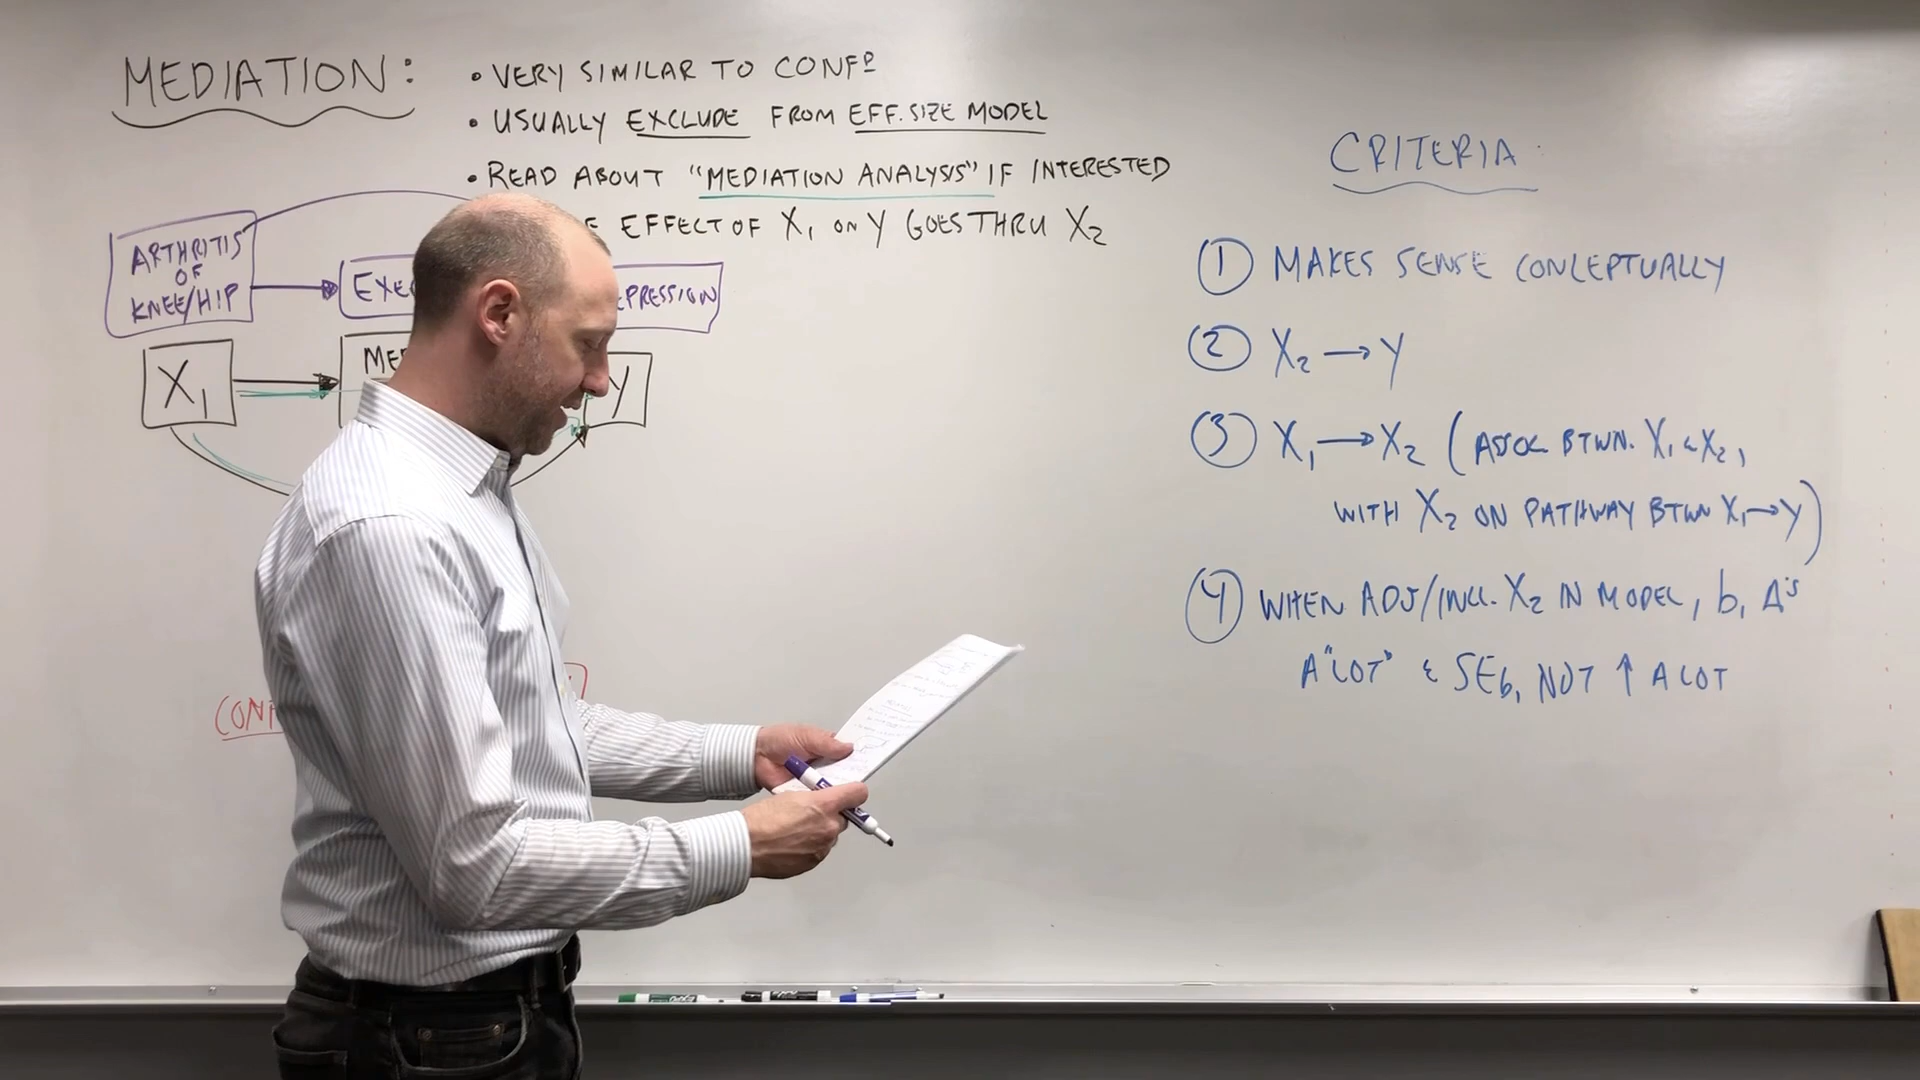 MEDIATION:
• VERY SIMILAR TO CONFD
• USUALLY EXCLUDE FROM EFF. SIZE MODEL
• READ ABOUT "MEDIATION ANALYSIS" IF INTERESTED
EFFECT OF X1 ON Y GOES THRU X2
ARTHRITIS
OF
KNEE/HIP
EXE
PRESSION
X1
ME
Y
CON
CRITERIA:
① MAKES SENSE CONCEPTUALLY
② X2 → Y
③ X1 → X2 (ASSOC BTWN. X1 & X2,
WITH X2 ON PATHWAY BTWN X1 → Y)
④ WHEN ADJ/INCL. X2 IN MODEL, b1 Δ'S
A "LOT" & SEb1 NOT ↑ A LOT